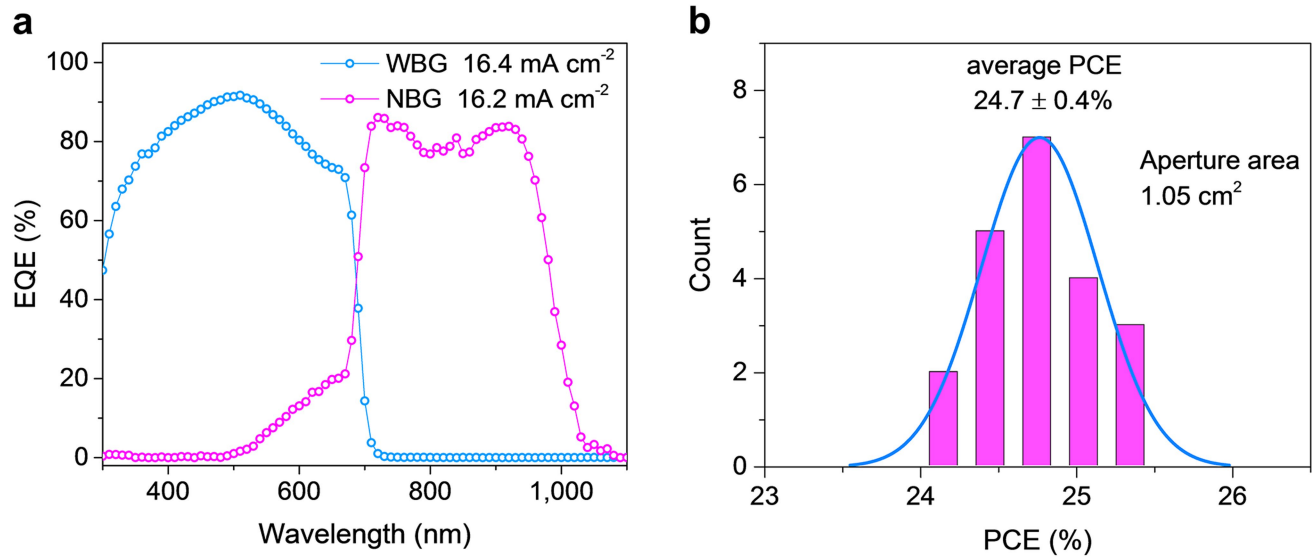 a
EQE (%)
100
80
60
40
20
0
WBG 16.4 mA cm⁻²
NBG 16.2 mA cm⁻²
400 600 800 1,000
Wavelength (nm)
b
Count
8
6
4
2
0
average PCE
24.7 ± 0.4%
Aperture area
1.05 cm²
23 24 25 26
PCE (%)